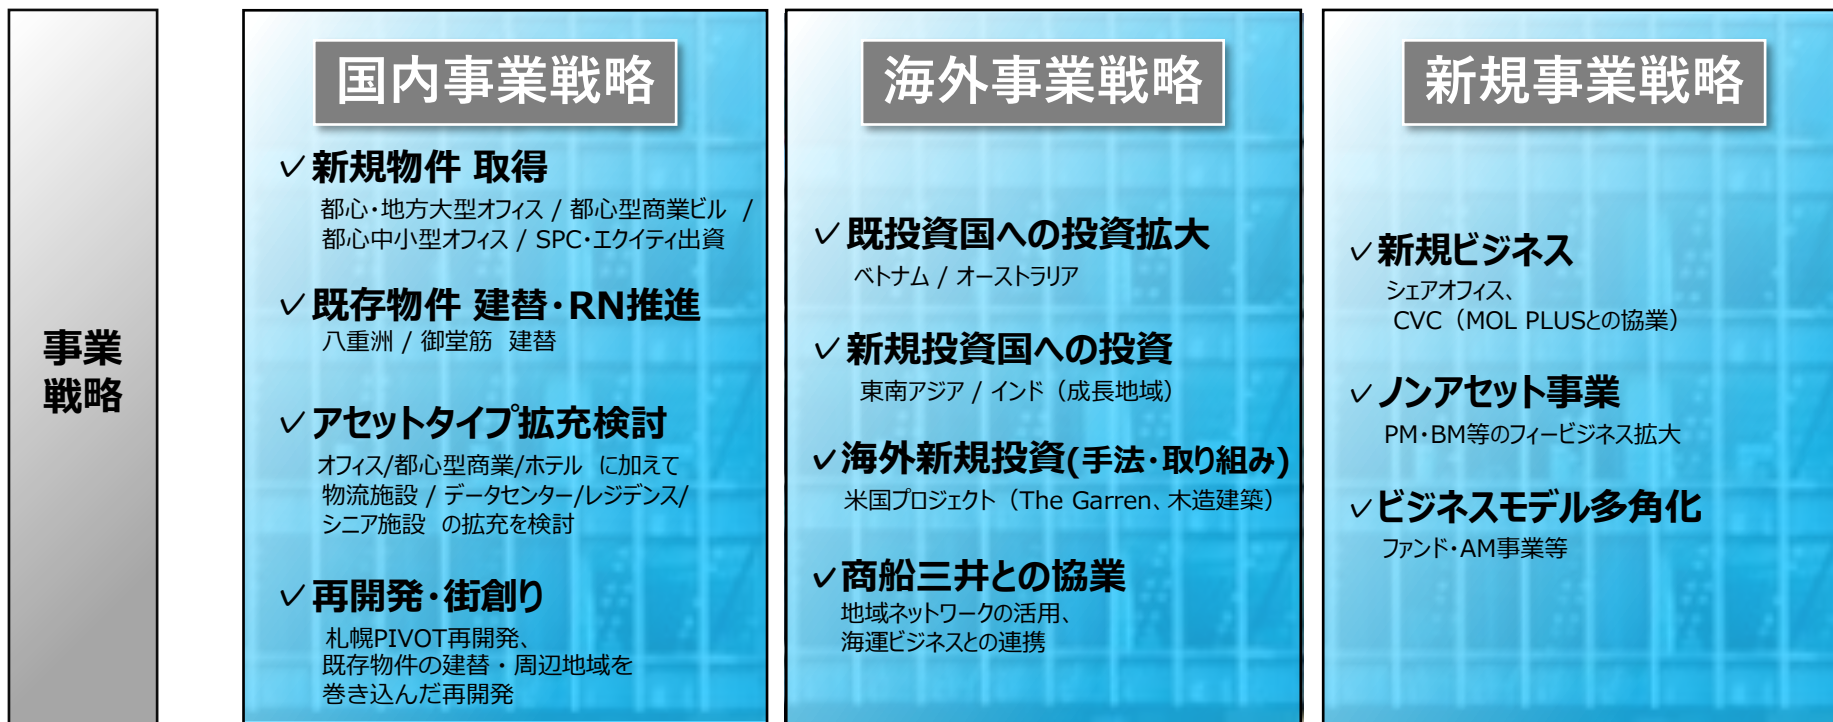 事業
戦略
国内事業戦略
✓新規物件 取得
都心・地方大型オフィス / 都心型商業ビル /
都心中小型オフィス / SPC・エクイティ出資
✓既存物件 建替・RN推進
八重洲 / 御堂筋 建替
✓アセットタイプ拡充検討
オフィス/都心型商業/ホテル に加えて
物流施設 / データセンター/レジデンス/
シニア施設 の拡充を検討
✓再開発・街創り
札幌PIVOT再開発、
既存物件の建替・周辺地域を
巻き込んだ再開発
海外事業戦略
✓既投資国への投資拡大
ベトナム / オーストラリア
✓新規投資国への投資
東南アジア / インド（成長地域）
✓海外新規投資(手法・取り組み)
米国プロジェクト（The Garren、木造建築）
✓商船三井との協業
地域ネットワークの活用、
海運ビジネスとの連携
新規事業戦略
✓新規ビジネス
シェアオフィス、
CVC（MOL PLUSとの協業）
✓ノンアセット事業
PM・BM等のフィービジネス拡大
✓ビジネスモデル多角化
ファンド・AM事業等